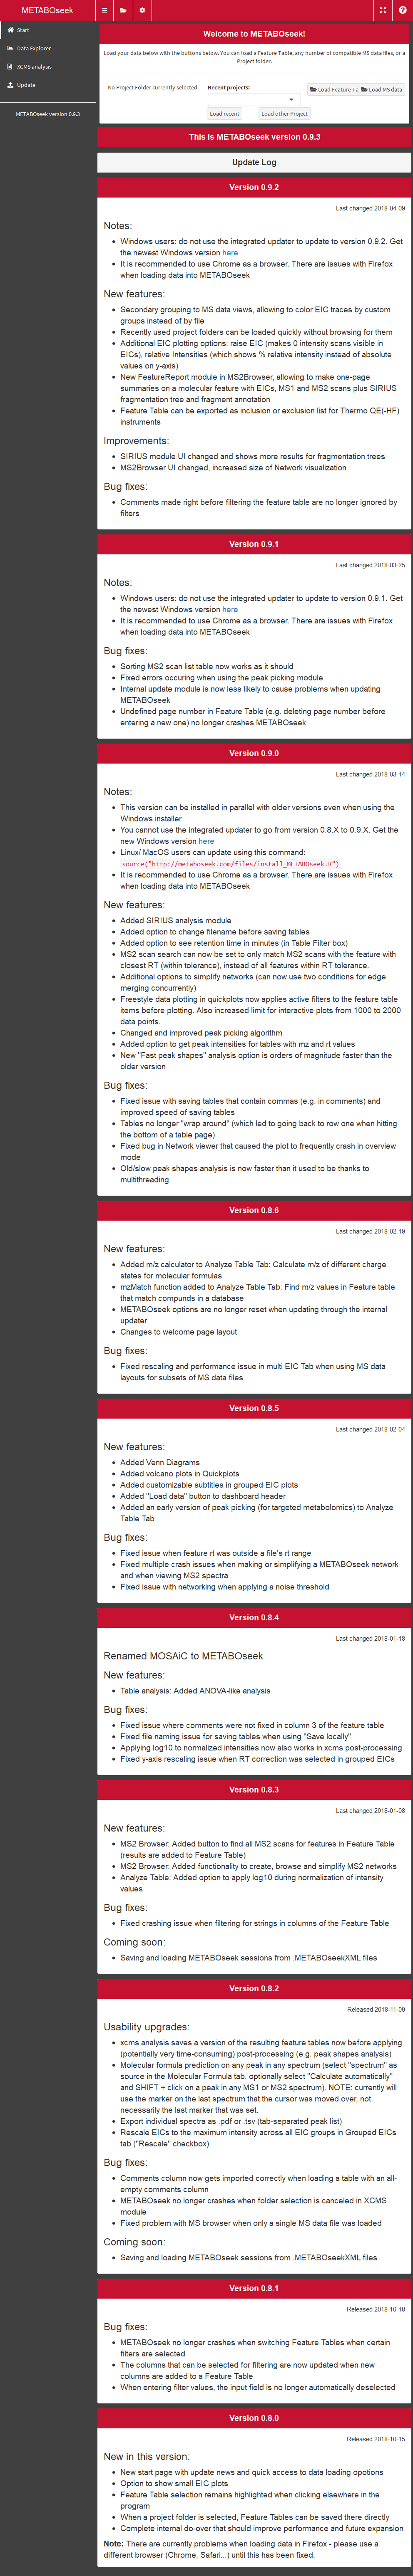 METABOseek
Start
Data Explorer
XCMS analysis
Update
METABOseek version 0.9.3
Welcome to METABOseek!
Load your data below with the buttons below. You can load a Feature Table, any number of compatible MS data files, or a
Project folder.
No Project Folder currently selected
Recent projects:
Load Feature Ta
Load MS data
Load recent
Load other Project
This is METABOseek version 0.9.3
Update Log
Version 0.9.2
Last changed 2018-04-09
Notes:
Windows users: do not use the integrated updater to update to version 0.9.2. Get
the newest Windows version here
It is recommended to use Chrome as a browser. There are issues with Firefox
when loading data into METABOseek
New features:
Secondary grouping to MS data views, allowing to color EIC traces by custom
groups instead of by file
Recently used project folders can be loaded quickly without browsing for them
Additional EIC plotting options: raise EIC (makes 0 intensity scans visible in
EICs), relative Intensities (which shows % relative intensity instead of absolute
values on y-axis)
New FeatureReport module in MS2Browser, allowing to make one-page
summaries on a molecular feature with EICs, MS1 and MS2 scans plus SIRIUS
fragmentation tree and fragment annotation
Feature Table can be exported as inclusion or exclusion list for Thermo QE(-HF)
instruments
Improvements:
SIRIUS module UI changed and shows more results for fragmentation trees
MS2Browser UI changed, increased size of Network visualization
Bug fixes:
Comments made right before filtering the feature table are no longer ignored by
filters
Version 0.9.1
Last changed 2018-03-25
Notes:
Windows users: do not use the integrated updater to update to version 0.9.1. Get
the newest Windows version here
It is recommended to use Chrome as a browser. There are issues with Firefox
when loading data into METABOseek
Bug fixes:
Sorting MS2 scan list table now works as it should
Fixed errors occuring when using the peak picking module
Internal update module is now less likely to cause problems when updating
METABOseek
Undefined page number in Feature Table (e.g. deleting page number before
entering a new one) no longer crashes METABOseek
Version 0.9.0
Last changed 2018-03-14
Notes:
This version can be installed in parallel with older versions even when using the
Windows installer
You cannot use the integrated updater to go from version 0.8.X to 0.9.X. Get the
new Windows version here
Linux/ MacOS users can update using this command:
source("http://metaboseek.com/files/install_METABOseek.R")
It is recommended to use Chrome as a browser. There are issues with Firefox
when loading data into METABOseek
New features:
Added SIRIUS analysis module
Added option to change filename before saving tables
Added option to see retention time in minutes (in Table Filter box)
MS2 scan search can now be set to only match MS2 scans with the feature with
closest RT (within tolerance), instead of all features within RT tolerance.
Additional options to simplify networks (can now use two conditions for edge
merging concurrently)
Freestyle data plotting in quickplots now applies active filters to the feature table
items before plotting. Also increased limit for interactive plots from 1000 to 2000
data points.
Changed and improved peak picking algorithm
Added option to get peak intensities for tables with mz and rt values
New "Fast peak shapes" analysis option is orders of magnitude faster than the
older version
Bug fixes:
Fixed issue with saving tables that contain commas (e.g. in comments) and
improved speed of saving tables
Tables no longer "wrap around" (which led to going back to row one when hitting
the bottom of a table page)
Fixed bug in Network viewer that caused the plot to frequently crash in overview
mode
Old/slow peak shapes analysis is now faster than it used to be thanks to
multithreading
Version 0.8.6
Last changed 2018-02-19
New features:
Added m/z calculator to Analyze Table Tab: Calculate m/z of different charge
states for molecular formulas
mzMatch function added to Analyze Table Tab: Find m/z values in Feature table
that match compunds in a database
METABOseek options are no longer reset when updating through the internal
updater
Changes to welcome page layout
Bug fixes:
Fixed rescaling and performance issue in multi EIC Tab when using MS data
layouts for subsets of MS data files
Version 0.8.5
Last changed 2018-02-04
New features:
Added Venn Diagrams
Added volcano plots in Quickplots
Added customizable subtitles in grouped EIC plots
Added "Load data" button to dashboard header
Added an early version of peak picking (for targeted metabolomics) to Analyze
Table Tab
Bug fixes:
Fixed issue when feature rt was outside a file's rt range
Fixed multiple crash issues when making or simplifying a METABOseek network
and when viewing MS2 spectra
Fixed issue with networking when applying a noise threshold
Version 0.8.4
Last changed 2018-01-18
Renamed MOSAiC to METABOseek
New features:
Table analysis: Added ANOVA-like analysis
Bug fixes:
Fixed issue where comments were not fixed in column 3 of the feature table
Fixed file naming issue for saving tables when using "Save locally"
Applying log10 to normalized intensities now also works in xcms post-processing
Fixed y-axis rescaling issue when RT correction was selected in grouped EICs
Version 0.8.3
Last changed 2018-01-08
New features:
MS2 Browser: Added button to find all MS2 scans for features in Feature Table
(results are added to Feature Table)
MS2 Browser: Added functionality to create, browse and simplify MS2 networks
Analyze Table: Added option to apply log10 during normalization of intensity
values
Bug fixes:
Fixed crashing issue when filtering for strings in columns of the Feature Table
Coming soon:
Saving and loading METABOseek sessions from .METABOseekXML files
Version 0.8.2
Released 2018-11-09
Usability upgrades:
xcms analysis saves a version of the resulting feature tables now before applying
(potentially very time-consuming) post-processing (e.g. peak shapes analysis)
Molecular formula prediction on any peak in any spectrum (select "spectrum" as
source in the Molecular Formula tab, optionally select "Calculate automatically"
and SHIFT + click on a peak in any MS1 or MS2 spectrum). NOTE: currently will
use the marker on the last spectrum that the cursor was moved over, not
necessarily the last marker that was set.
Export individual spectra as .pdf or .tsv (tab-separated peak list)
Rescale EICs to the maximum intensity across all EIC groups in Grouped EICs
tab ("Rescale" checkbox)
Bug fixes:
Comments column now gets imported correctly when loading a table with an all-
empty comments column
METABOseek no longer crashes when folder selection is canceled in XCMS
module
Fixed problem with MS browser when only a single MS data file was loaded
Coming soon:
Saving and loading METABOseek sessions from .METABOseekXML files
Version 0.8.1
Released 2018-10-18
Bug fixes:
METABOseek no longer crashes when switching Feature Tables when certain
filters are selected
The columns that can be selected for filtering are now updated when new
columns are added to a Feature Table
When entering filter values, the input field is no longer automatically deselected
Version 0.8.0
Released 2018-10-15
New in this version:
New start page with update news and quick access to data loading opotions
Option to show small EIC plots
Feature Table selection remains highlighted when clicking elsewhere in the
program
When a project folder is selected, Feature Tables can be saved there directly
Complete internal do-over that should improve performance and future expansion
Note: There are currently problems when loading data in Firefox - please use a
different browser (Chrome, Safari...) until this has been fixed.